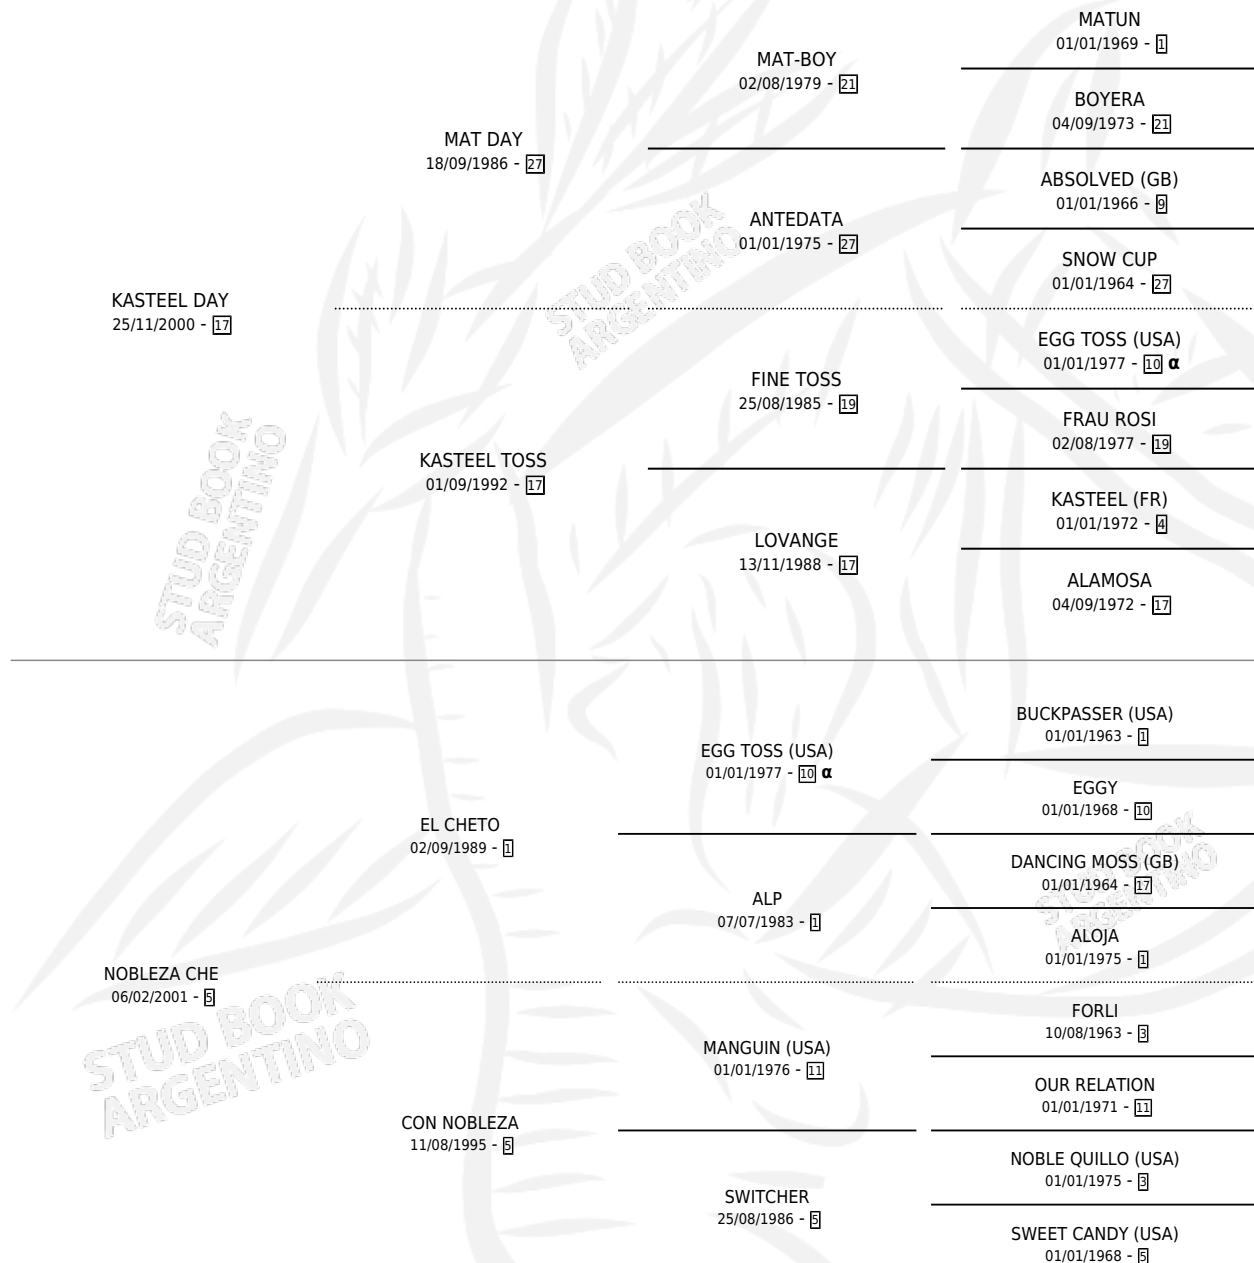 MATUN
01/01/1969 - 1
MAT-BOY
02/08/1979 - 21
BOYERA
04/09/1973 - 21
MAT DAY
18/09/1986 - 27
ABSOLVED (GB)
01/01/1966 - 9
ANTEDATA
01/01/1975 - 27
SNOW CUP
01/01/1964 - 27
KASTEEL DAY
25/11/2000 - 17
EGG TOSS (USA)
01/01/1977 - 10 α
FINE TOSS
25/08/1985 - 19
FRAU ROSI
02/08/1977 - 19
KASTEEL TOSS
01/09/1992 - 17
KASTEEL (FR)
01/01/1972 - 4
LOVANGE
13/11/1988 - 17
ALAMOSA
04/09/1972 - 17
BUCKPASSER (USA)
01/01/1963 - 1
EGG TOSS (USA)
01/01/1977 - 10 α
EGGY
01/01/1968 - 10
EL CHETO
02/09/1989 - 1
DANCING MOSS (GB)
01/01/1964 - 17
ALP
07/07/1983 - 1
ALOJA
01/01/1975 - 1
NOBLEZA CHE
06/02/2001 - 5
FORLI
10/08/1963 - 3
MANGUIN (USA)
01/01/1976 - 11
OUR RELATION
01/01/1971 - 11
CON NOBLEZA
11/08/1995 - 5
NOBLE QUILLO (USA)
01/01/1975 - 3
SWITCHER
25/08/1986 - 5
SWEET CANDY (USA)
01/01/1968 - 5
STUD BOOK
ARGENTINO
STUD BOOK
ARGENTINO
STUD BOOK
ARGENTINO
STUD BOOK
ARGENTINO